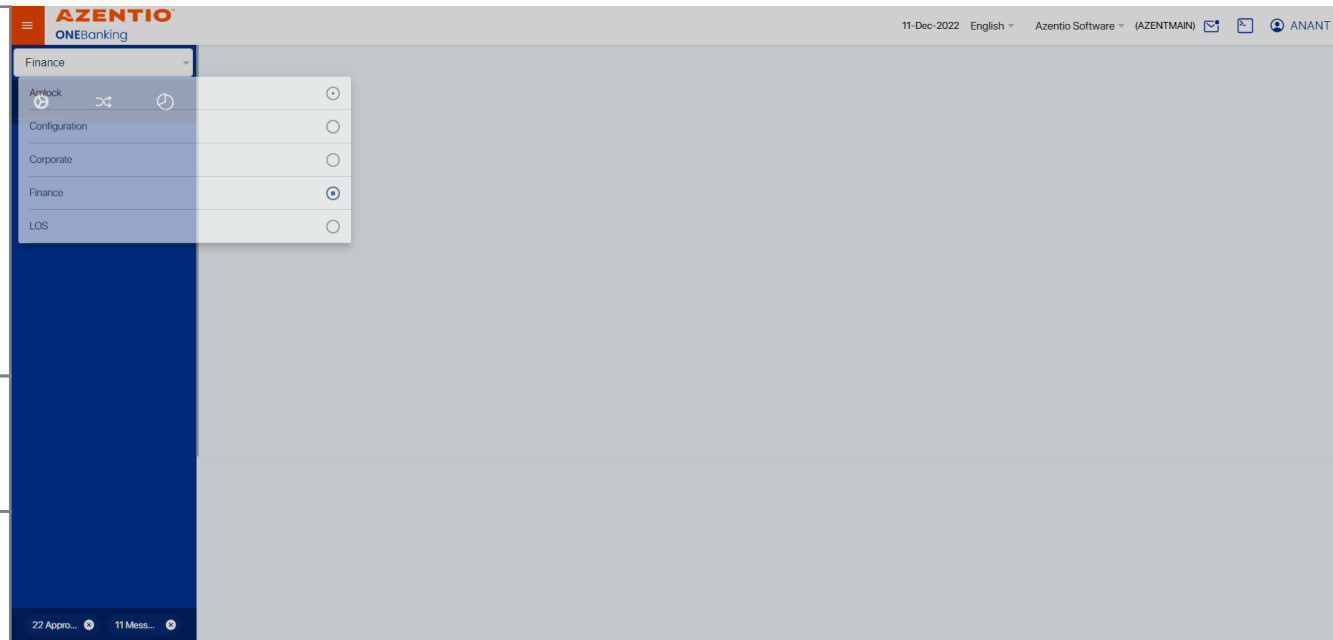 AZENTIO™
ONEBanking
11-Dec-2022 English Azentio Software (AZENTMAIN) ANANT
Finance
Amlock
Configuration
Corporate
Finance
LOS
22 Appro... 11 Mess...